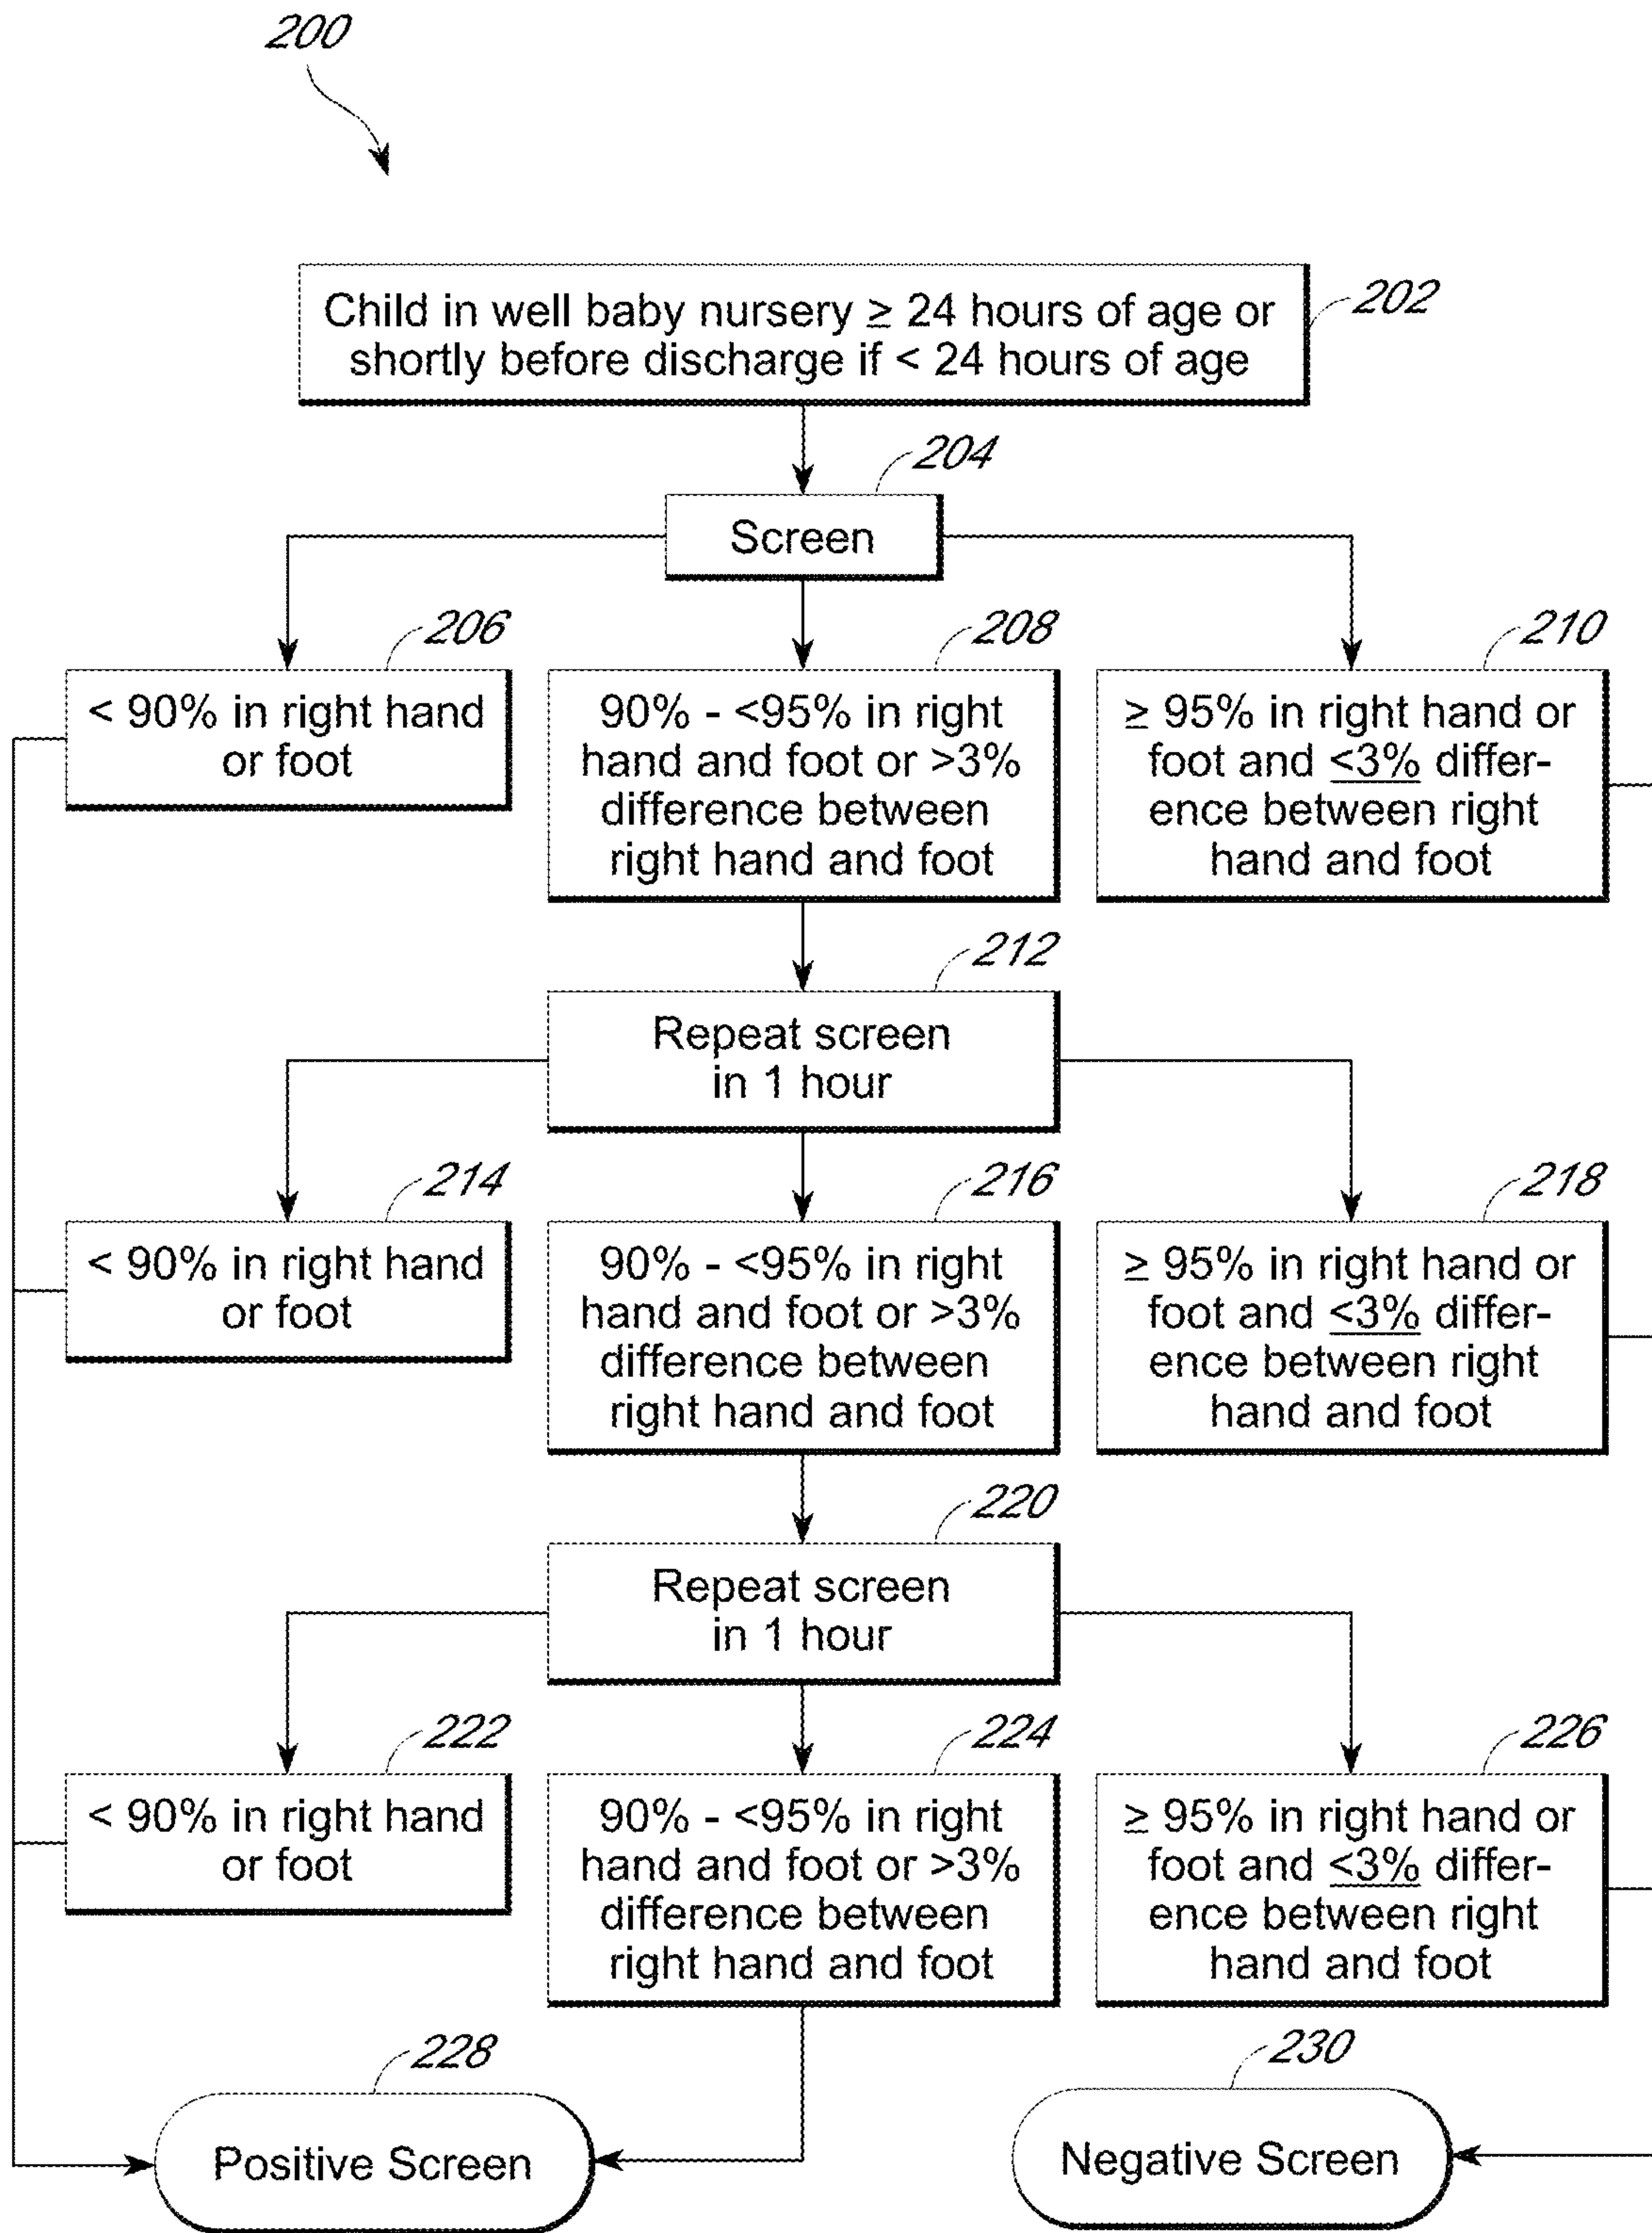 200
Child in well baby nursery ≥ 24 hours of age or
shortly before discharge if < 24 hours of age
202
204
Screen
206
< 90% in right hand
or foot
208
90% - <95% in right
hand and foot or >3%
difference between
right hand and foot
210
≥ 95% in right hand or
foot and <3% differ-
ence between right
hand and foot
212
Repeat screen
in 1 hour
214
< 90% in right hand
or foot
216
90% - <95% in right
hand and foot or >3%
difference between
right hand and foot
218
≥ 95% in right hand or
foot and <3% differ-
ence between right
hand and foot
220
Repeat screen
in 1 hour
222
< 90% in right hand
or foot
224
90% - <95% in right
hand and foot or >3%
difference between
right hand and foot
226
≥ 95% in right hand or
foot and <3% differ-
ence between right
hand and foot
228
Positive Screen
230
Negative Screen